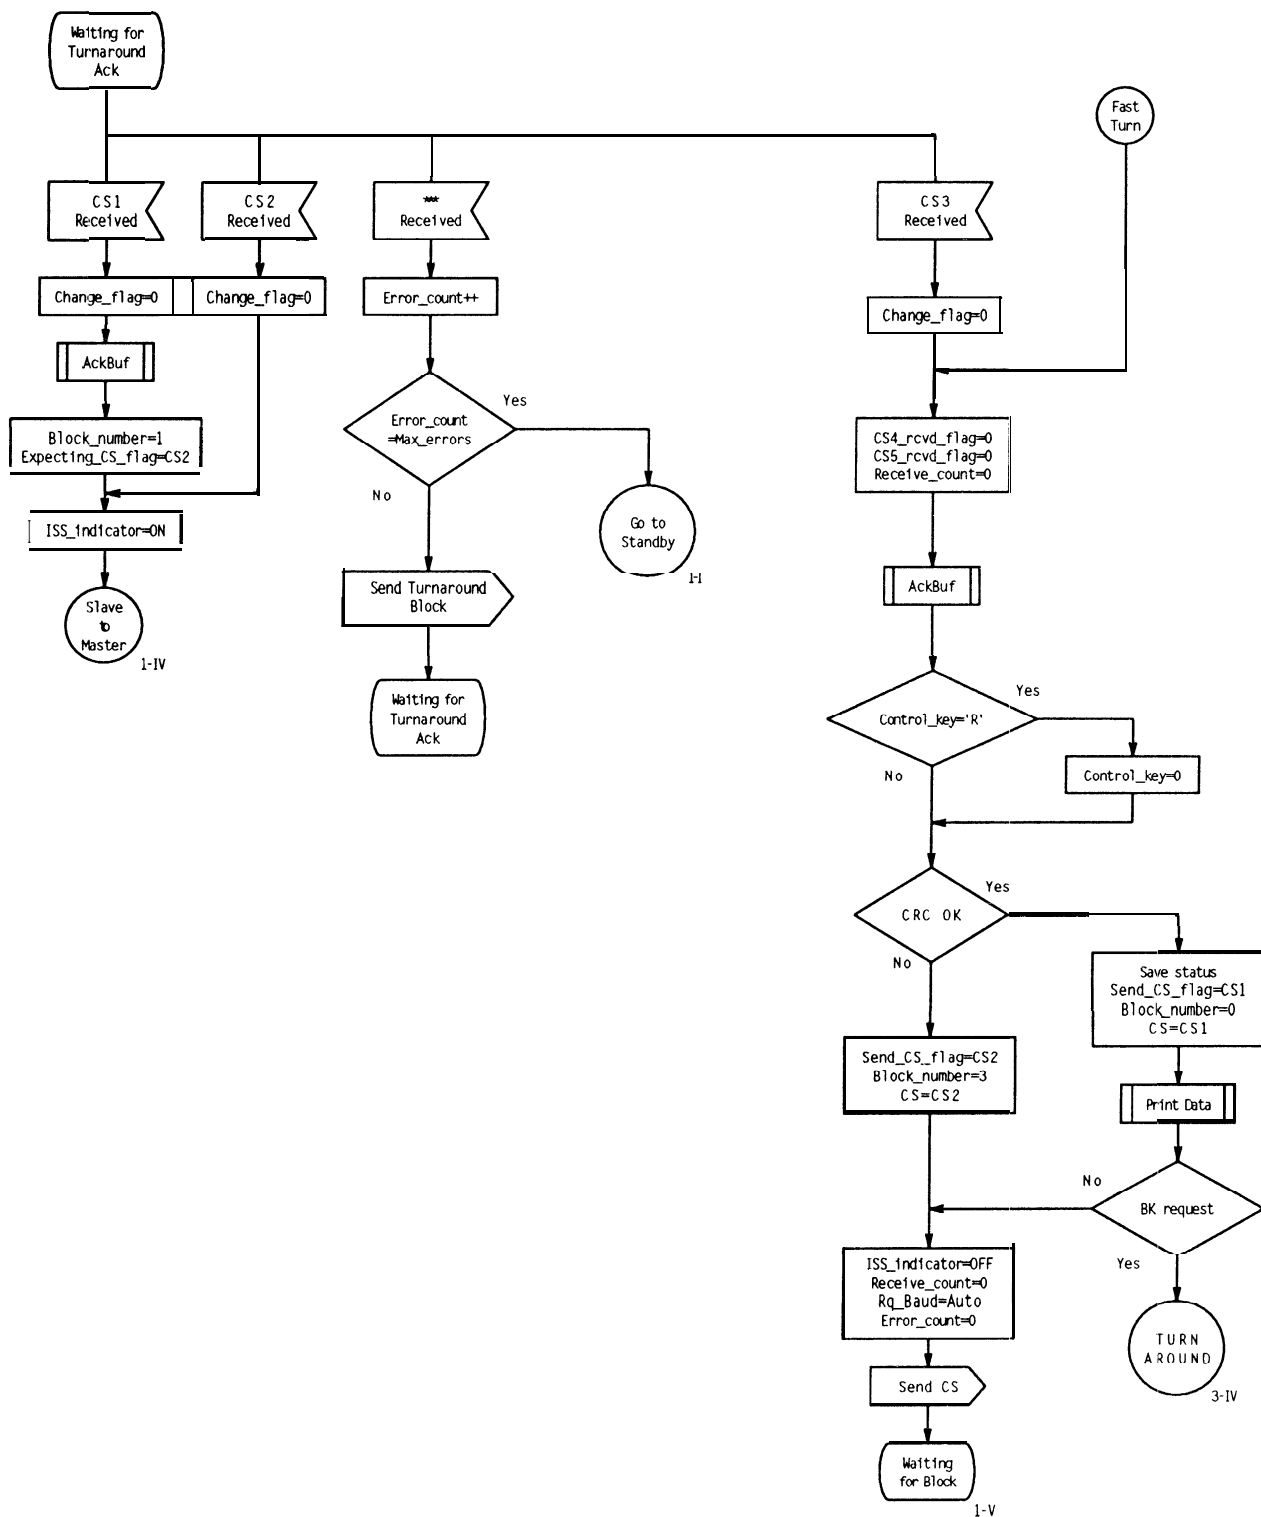 Waiting for
Turnaround
Ack
Fast
Turn
CS1
Received
CS2
Received
***
Received
CS3
Received
Change_flag=0
Change_flag=0
Error_count++
Change_flag=0
AckBuf
Block_number=1
Expecting_CS_flag=CS2
Error_count
=Max_errors
Yes
No
CS4_rcvd_flag=0
CS5_rcvd_flag=0
Receive_count=0
ISS_indicator=ON
Go to
Standby
1-I
Slave
to
Master
1-IV
Send Turnaround
Block
AckBuf
Waiting for
Turnaround
Ack
Control_key='R'
Yes
No
Control_key=0
CRC OK
Yes
No
Save status
Send_CS_flag=CS1
Block_number=0
CS=CS1
Send_CS_flag=CS2
Block_number=3
CS=CS2
Print Data
No
BK request
Yes
ISS_indicator=OFF
Receive_count=0
Rq_Baud=Auto
Error_count=0
TURN
AROUND
3-IV
Send CS
Waiting
for Block
1-V